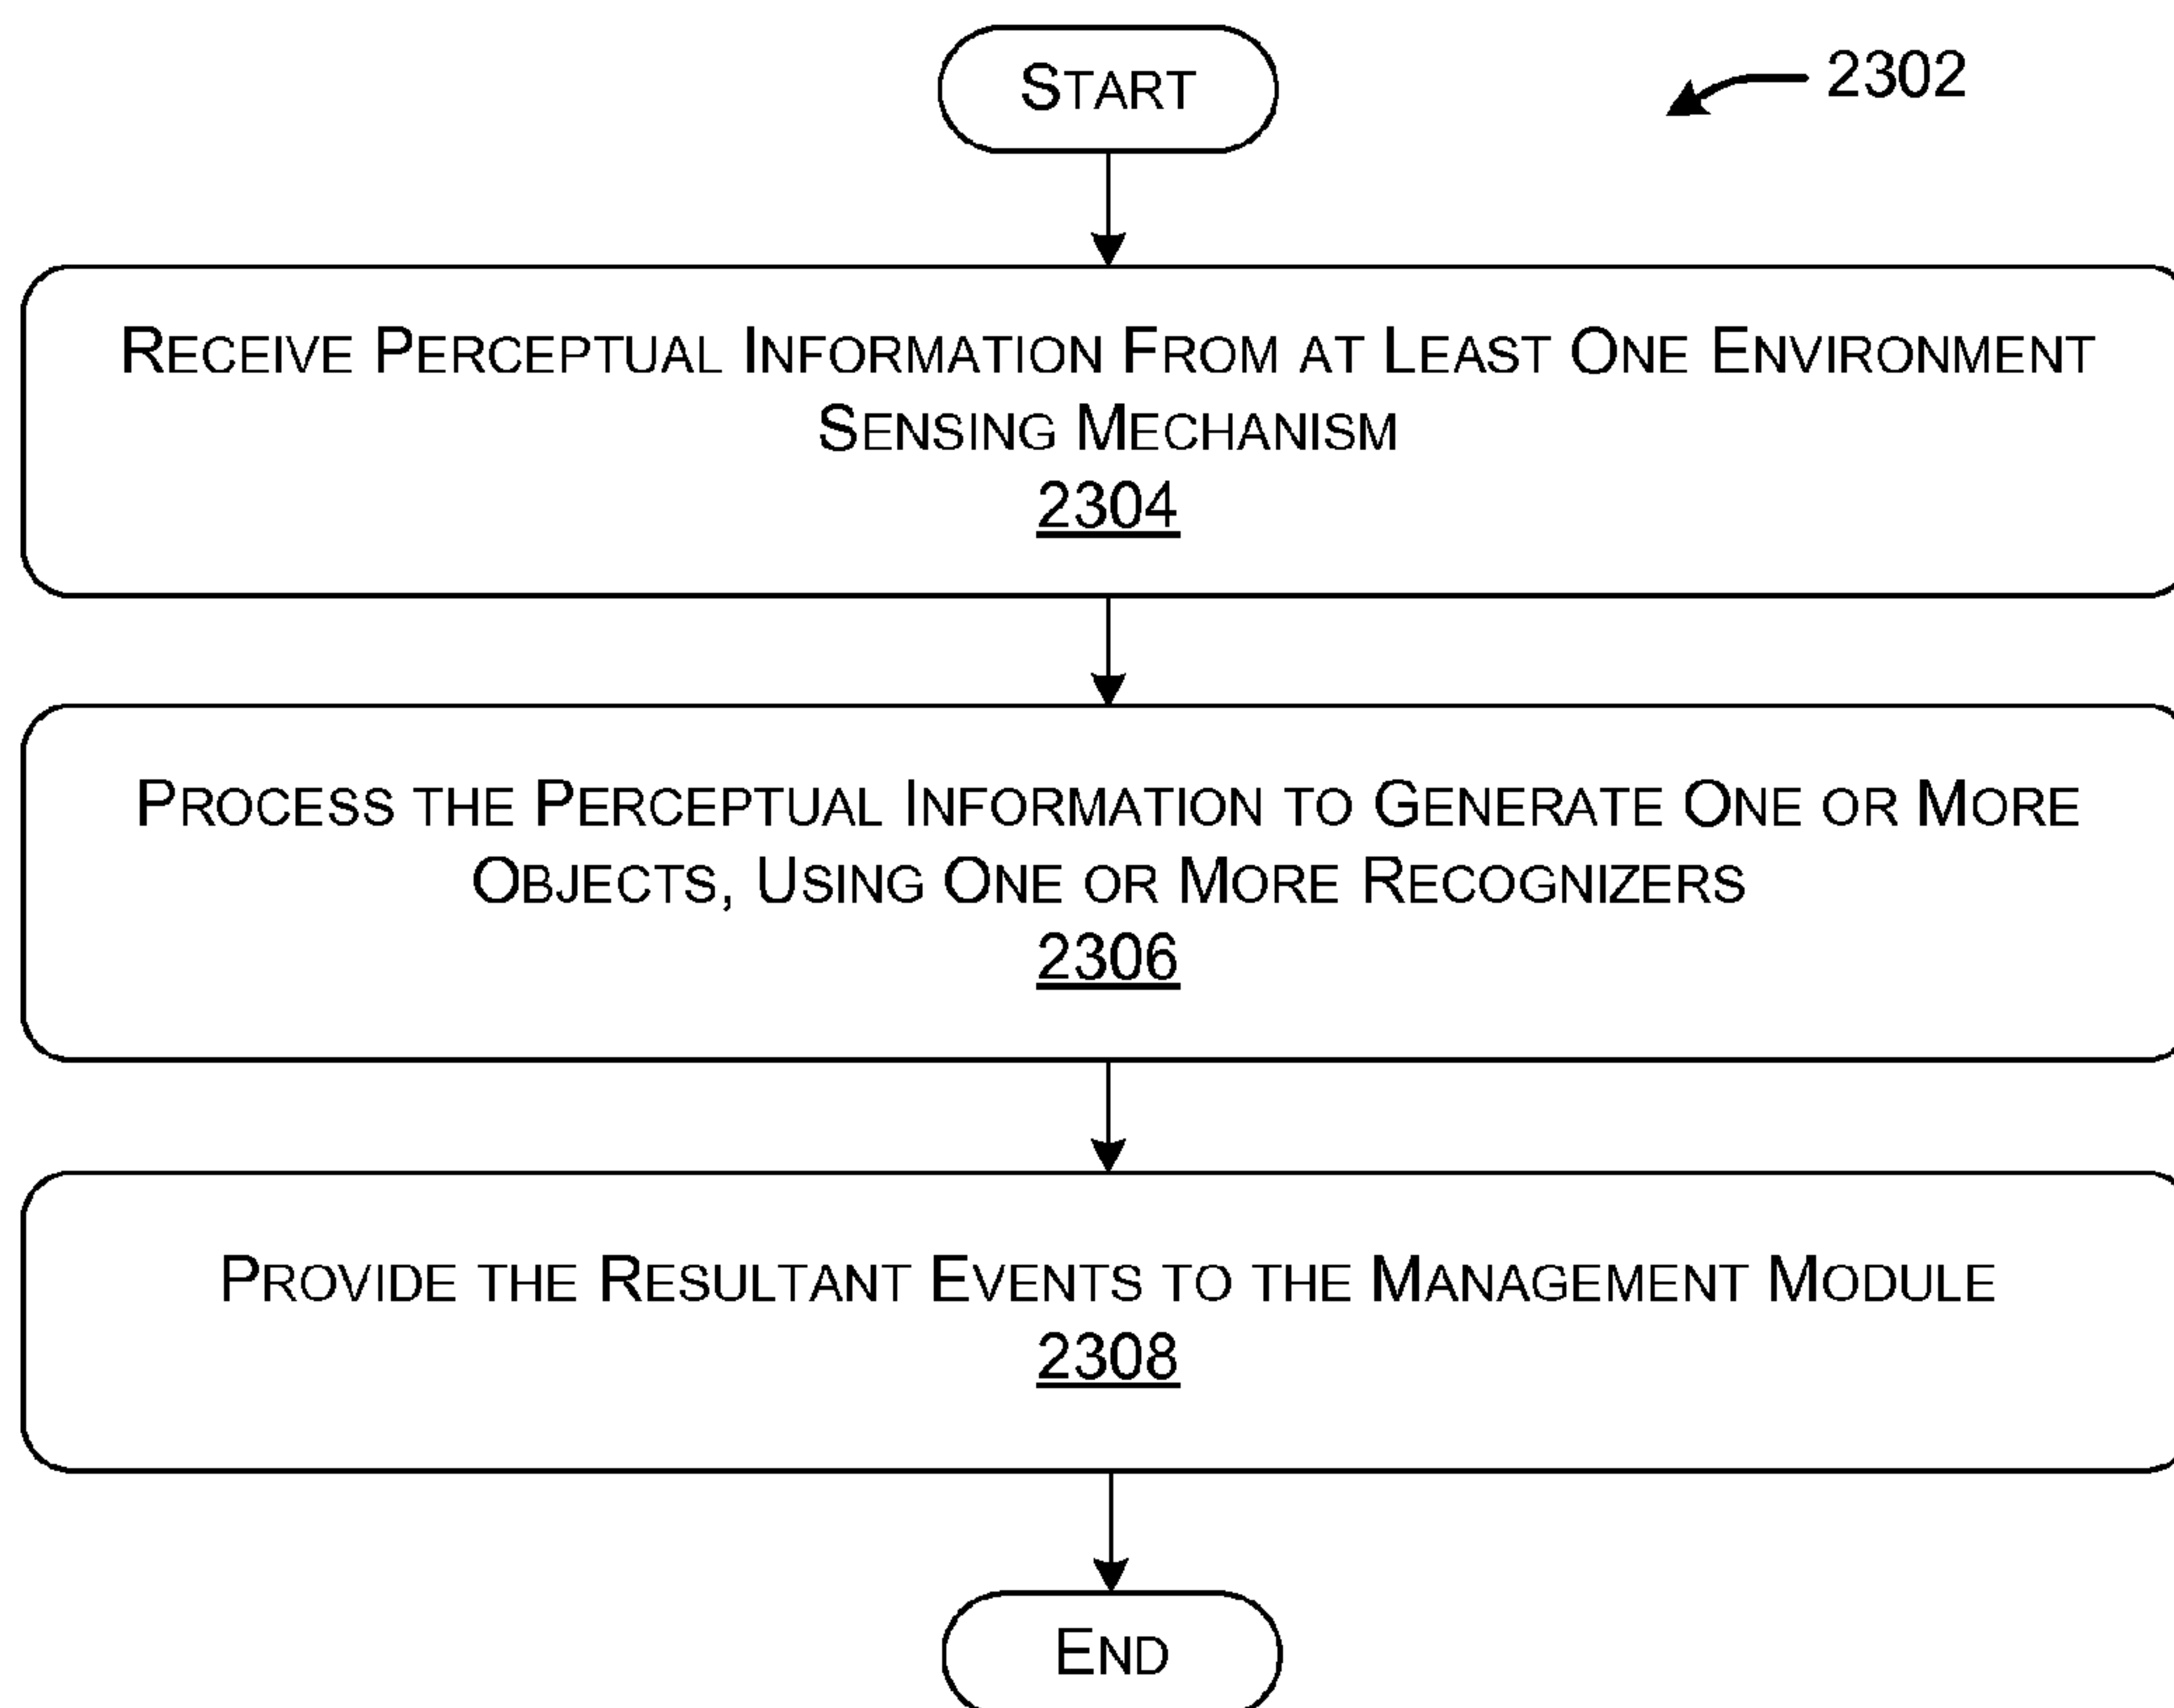 START
2302
RECEIVE PERCEPTUAL INFORMATION FROM AT LEAST ONE ENVIRONMENT
SENSING MECHANISM
2304
PROCESS THE PERCEPTUAL INFORMATION TO GENERATE ONE OR MORE
OBJECTS, USING ONE OR MORE RECOGNIZERS
2306
PROVIDE THE RESULTANT EVENTS TO THE MANAGEMENT MODULE
2308
END